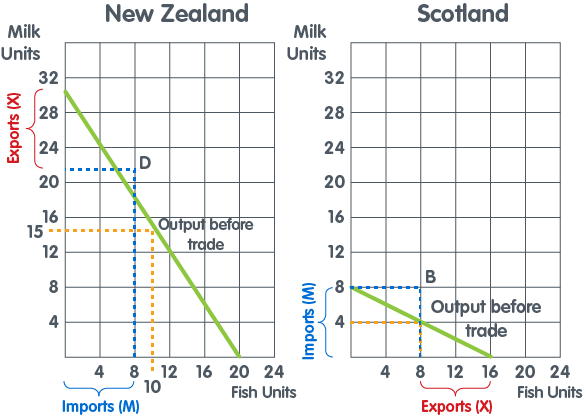 New Zealand
Milk
Units
32
28
24
20
16
15
12
8
4
Exports (X)
D
Output before
trade
4 8 12 16 20 24
10
Fish Units
Imports (M)
Scotland
Milk
Units
32
28
24
20
16
12
8
4
Imports (M)
B
Output before
trade
4 8 12 16 20 24
Fish Units
Exports (X)